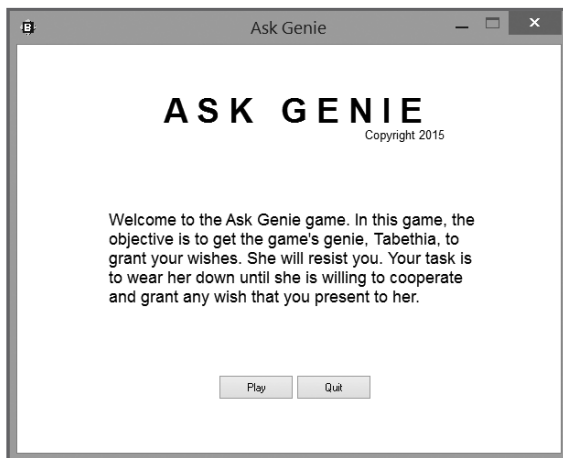 Ask Genie
ASK GENIE
Copyright 2015
Welcome to the Ask Genie game. In this game, the
objective is to get the game's genie, Tabethia, to
grant your wishes. She will resist you. Your task is
to wear her down until she is willing to cooperate
and grant any wish that you present to her.
Play Quit